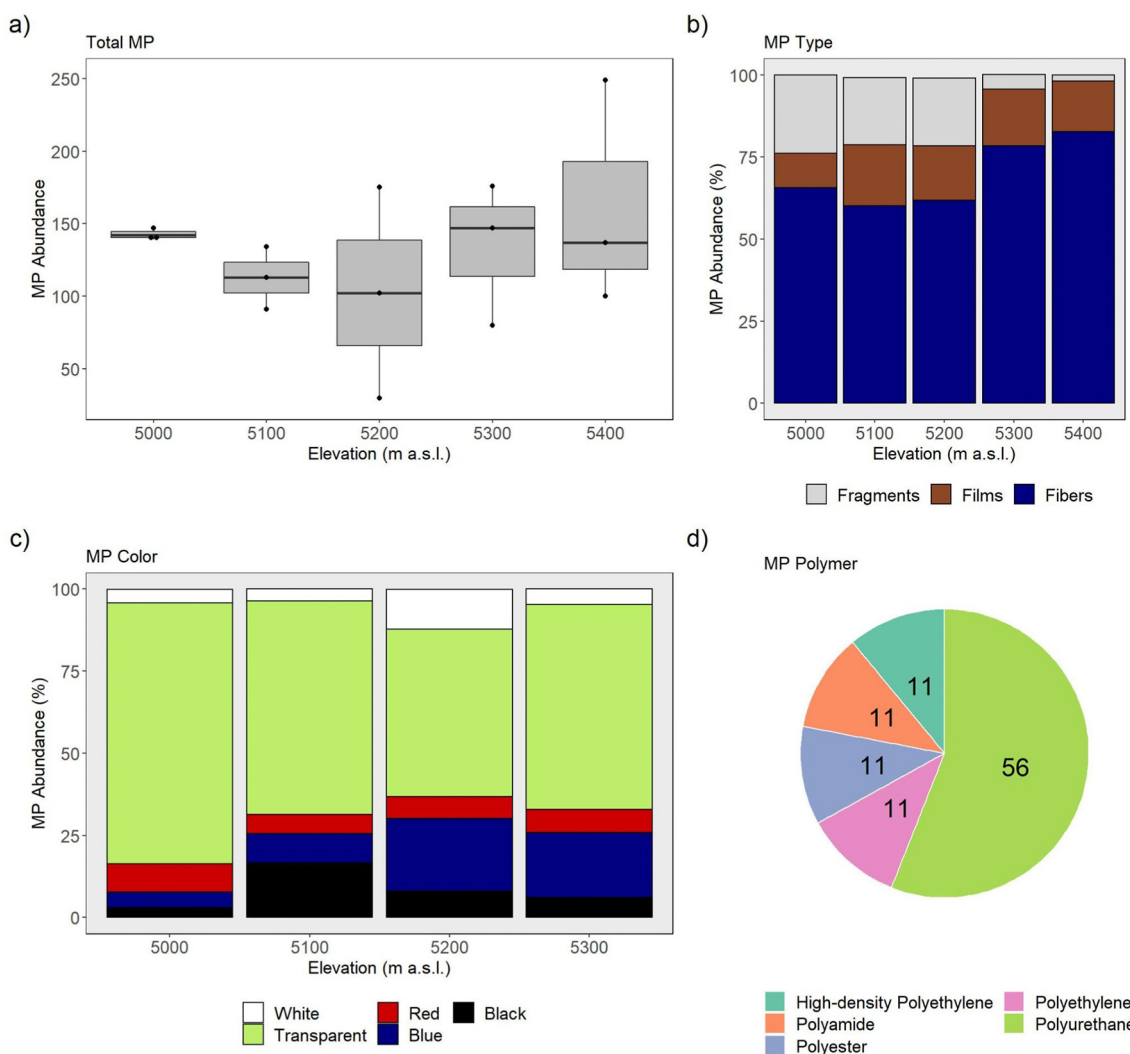 a)
Total MP
250
200
150
100
50
MP Abundance
5000 5100 5200 5300 5400
Elevation (m a.s.l.)
b)
MP Type
100
75
50
25
0
MP Abundance (%)
5000 5100 5200 5300 5400
Elevation (m a.s.l.)
Fragments Films Fibers
c)
MP Color
100
75
50
25
0
MP Abundance (%)
5000 5100 5200 5300
Elevation (m a.s.l.)
White Red Black
Transparent Blue
d)
MP Polymer
11
11
11
11
56
High-density Polyethylene Polyethylene
Polyamide Polyurethane
Polyester